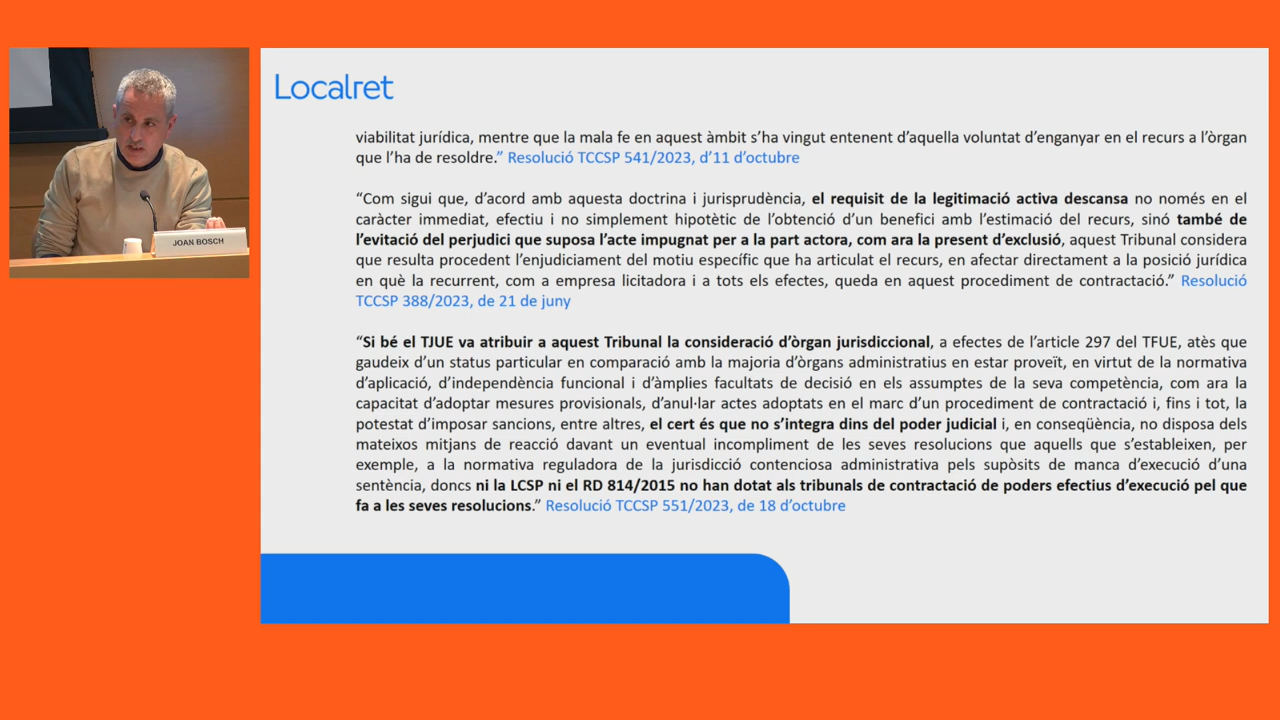 JOAN BOSCH
Localret
viabilitat jurídica, mentre que la mala fe en aquest àmbit s’ha vingut entenent d’aquella voluntat d’enganyar en el recurs a l’òrgan
que l’ha de resoldre.” Resolució TCCSP 541/2023, d’11 d’octubre
“Com sigui que, d’acord amb aquesta doctrina i jurisprudència, el requisit de la legitimació activa descansa no només en el
caràcter immediat, efectiu i no simplement hipotètic de l’obtenció d’un benefici amb l’estimació del recurs, sinó també de
l’evitació del perjudici que suposa l’acte impugnat per a la part actora, com ara la present d’exclusió, aquest Tribunal considera
que resulta procedent l’enjudiciament del motiu específic que ha articulat el recurs, en afectar directament a la posició jurídica
en què la recurrent, com a empresa licitadora i a tots els efectes, queda en aquest procediment de contractació.” Resolució
TCCSP 388/2023, de 21 de juny
“Si bé el TJUE va atribuir a aquest Tribunal la consideració d’òrgan jurisdiccional, a efectes de l’article 297 del TFUE, atès que
gaudeix d’un status particular en comparació amb la majoria d’òrgans administratius en estar proveït, en virtut de la normativa
d’aplicació, d’independència funcional i d’àmplies facultats de decisió en els assumptes de la seva competència, com ara la
capacitat d’adoptar mesures provisionals, d’anul·lar actes adoptats en el marc d’un procediment de contractació i, fins i tot, la
potestat d’imposar sancions, entre altres, el cert és que no s’integra dins del poder judicial i, en conseqüència, no disposa dels
mateixos mitjans de reacció davant un eventual incompliment de les seves resolucions que aquells que s’estableixen, per
exemple, a la normativa reguladora de la jurisdicció contenciosa administrativa pels supòsits de manca d’execució d’una
sentència, doncs ni la LCSP ni el RD 814/2015 no han dotat als tribunals de contractació de poders efectius d’execució pel que
fa a les seves resolucions.” Resolució TCCSP 551/2023, de 18 d’octubre